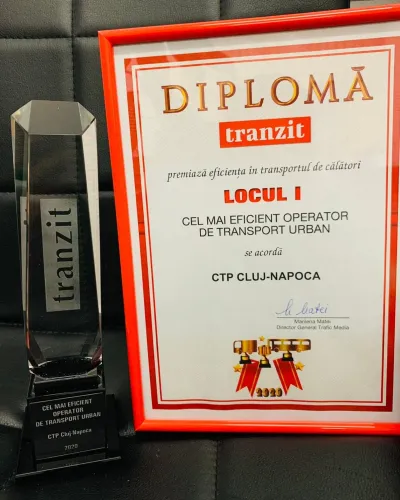 tranzit
CEL MAI EFICIENT
OPERATOR
DE TRANSPORT URBAN
CTP Cluj-Napoca
2025
DIPLOMĂ
tranzit
premiază eficiența în transportul de călători
LOCUL I
CEL MAI EFICIENT OPERATOR
DE TRANSPORT URBAN
se acordă
CTP CLUJ-NAPOCA
Director General Trafic Media